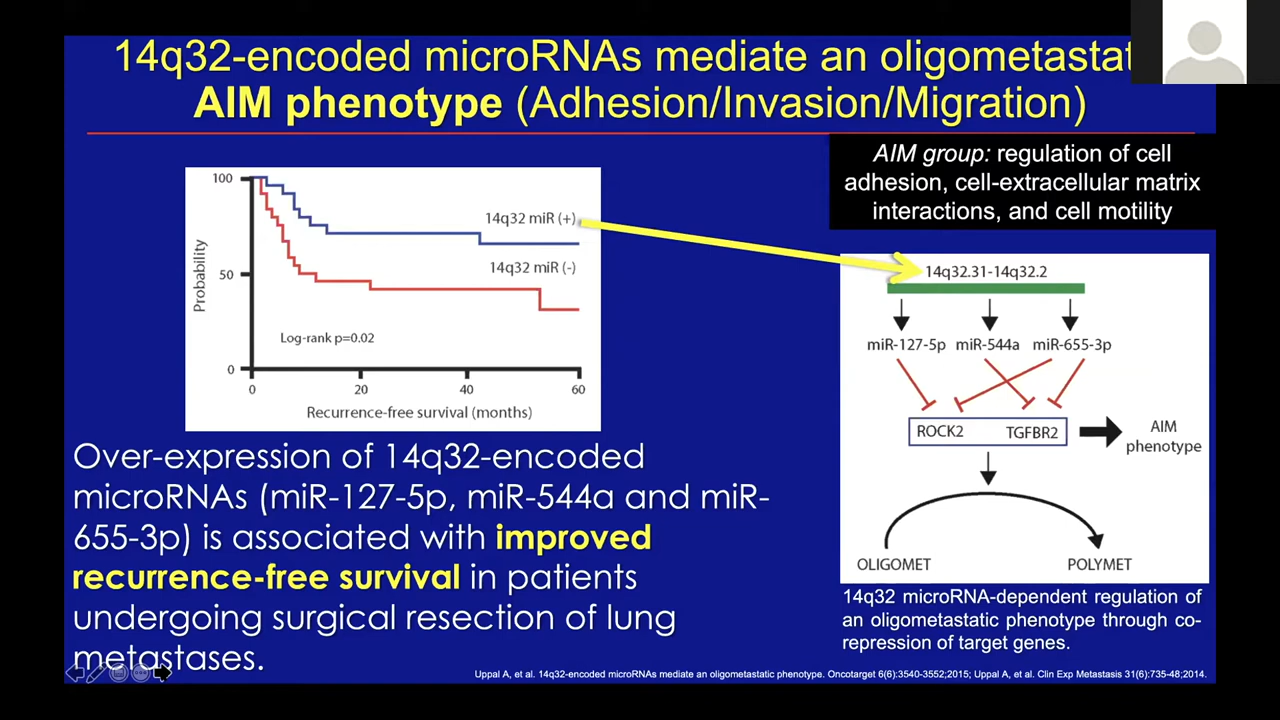 14q32-encoded microRNAs mediate an oligometastat
AIM phenotype (Adhesion/Invasion/Migration)
AIM group: regulation of cell
adhesion, cell-extracellular matrix
interactions, and cell motility
100
50
0
Probability
14q32 miR (+)
14q32 miR (-)
Log-rank p=0.02
0 20 40 60
Recurrence-free survival (months)
14q32.31-14q32.2
miR-127-5p miR-544a miR-655-3p
ROCK2 TGFBR2
AIM
phenotype
OLIGOMET POLYMET
Over-expression of 14q32-encoded
microRNAs (miR-127-5p, miR-544a and miR-
655-3p) is associated with improved
recurrence-free survival in patients
undergoing surgical resection of lung
metastases.
14q32 microRNA-dependent regulation of
an oligometastatic phenotype through co-
repression of target genes.
Uppal A, et al. 14q32-encoded microRNAs mediate an oligometastatic phenotype. Oncotarget 6(6):3540-3552;2015; Uppal A, et al. Clin Exp Metastasis 31(6):735-48;2014.